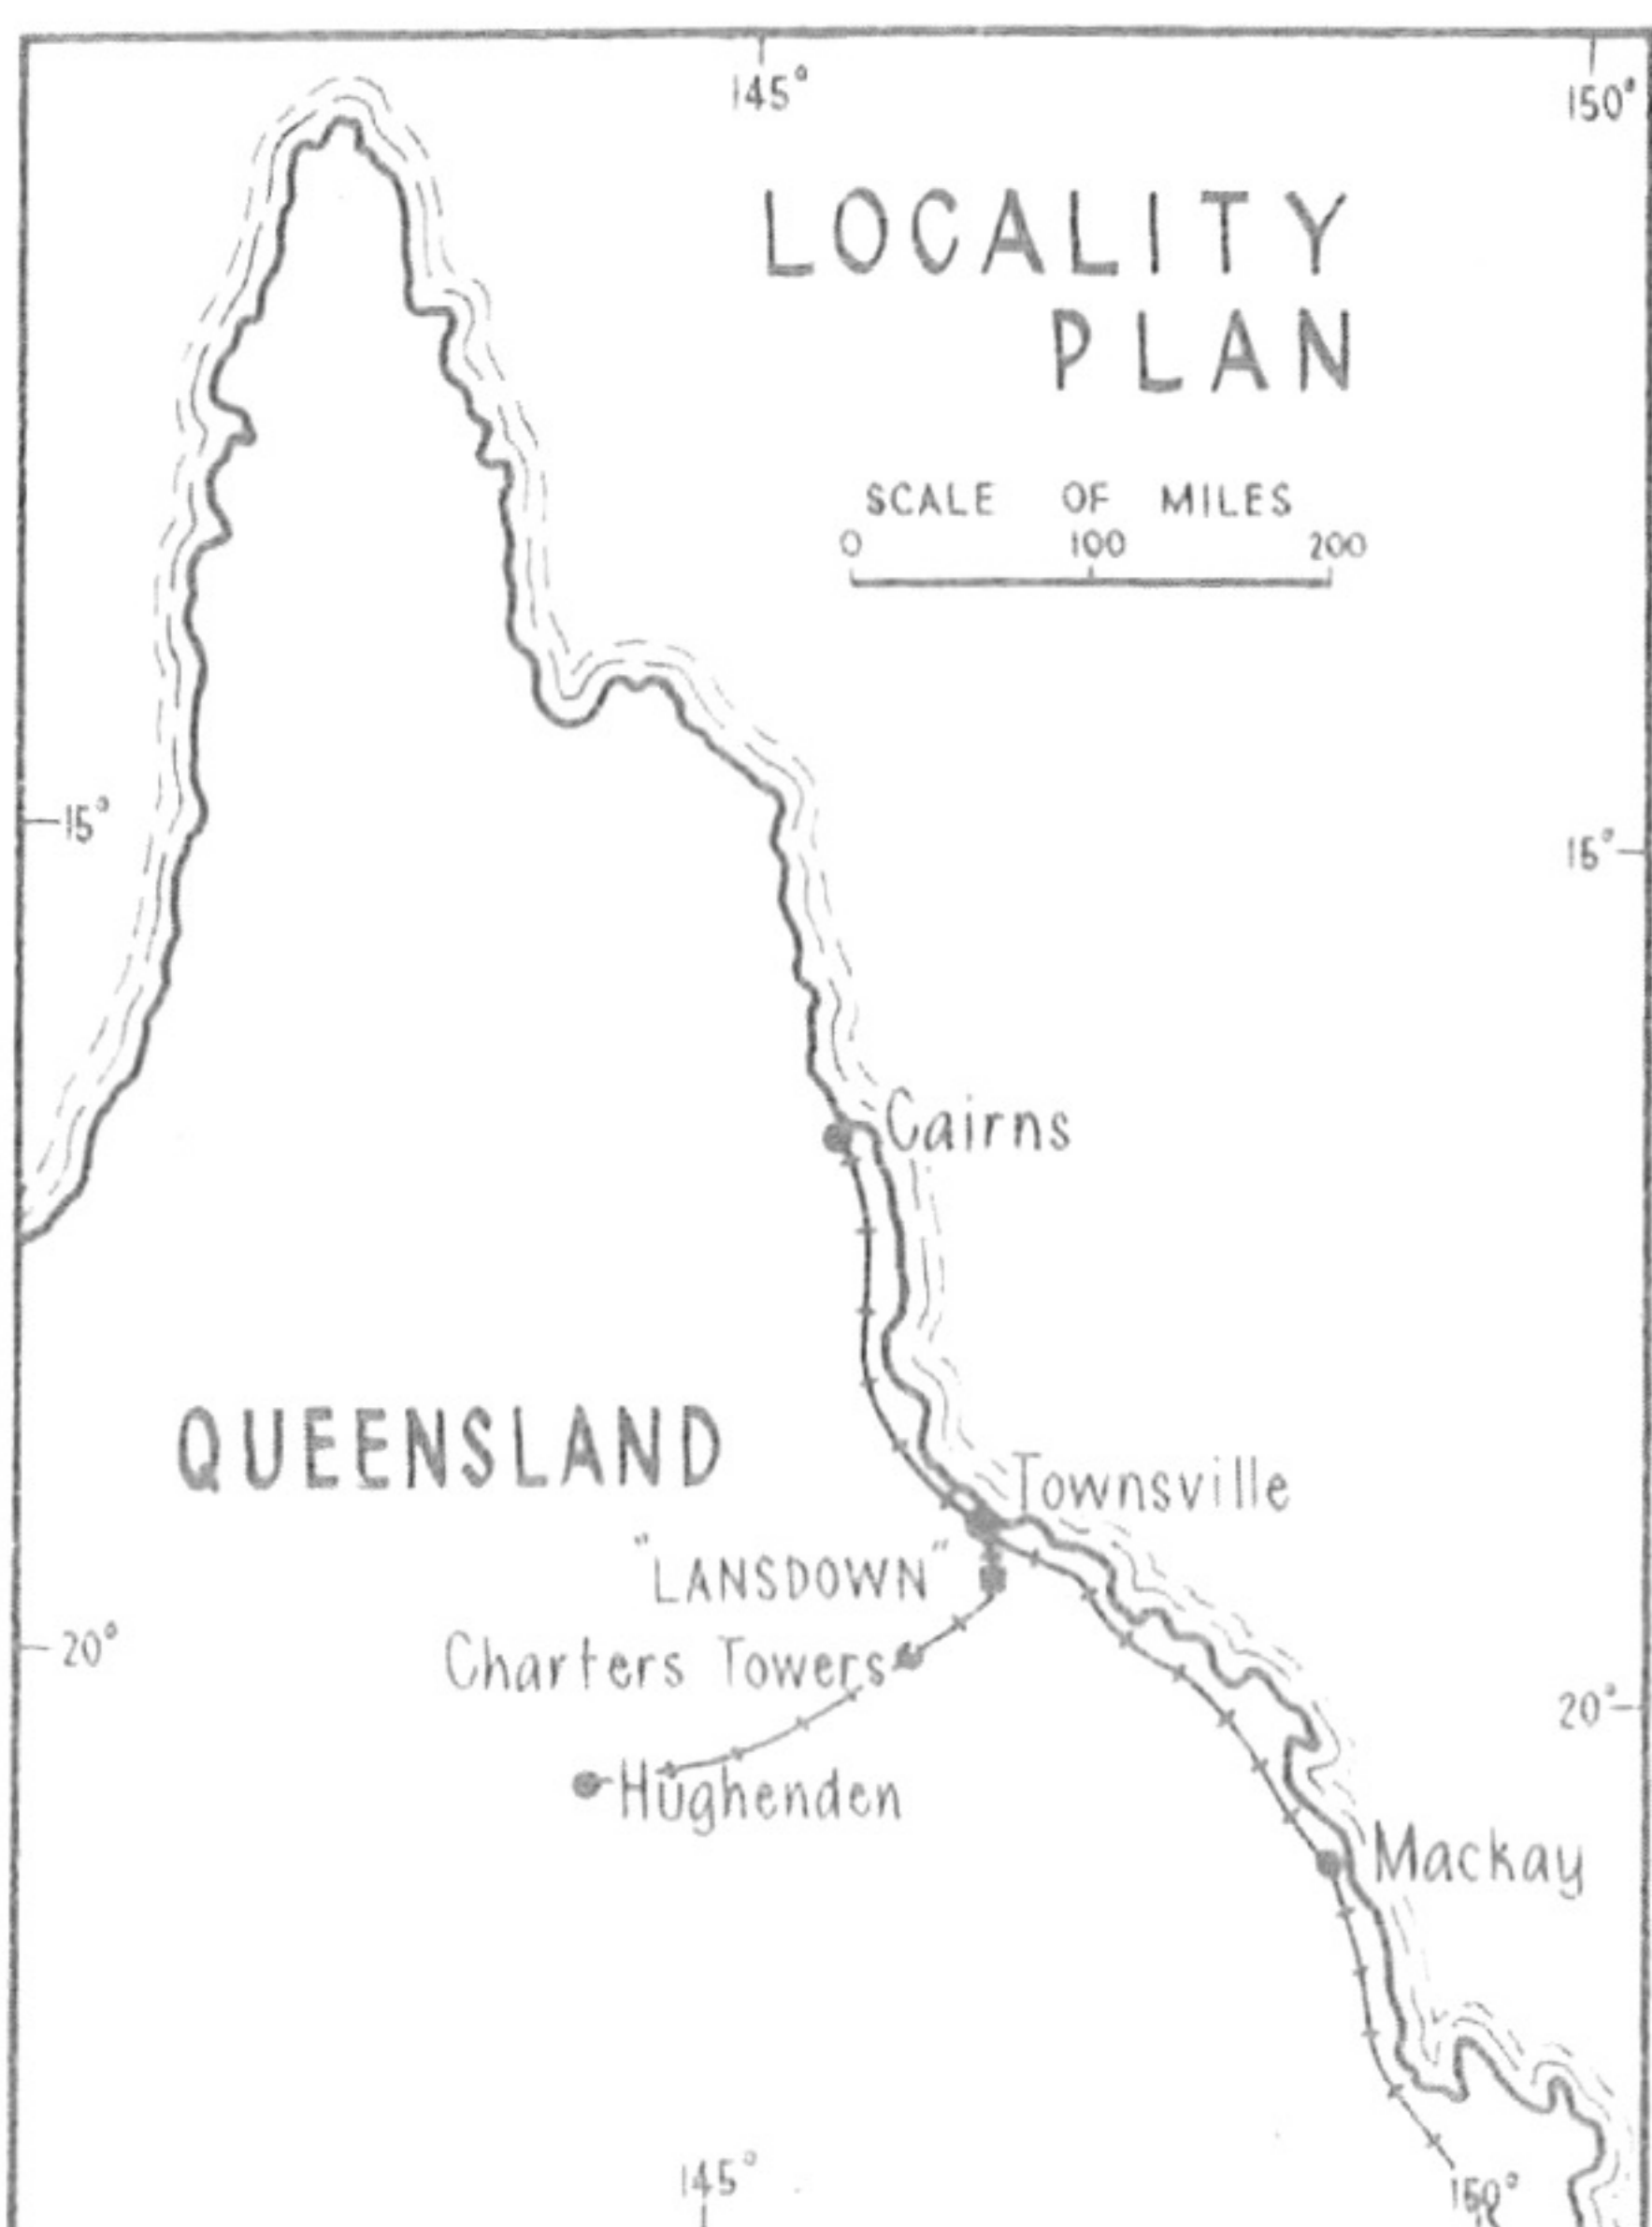 145°
150°
LOCALITY
PLAN
SCALE OF MILES
0 100 200
15°
15°
Cairns
QUEENSLAND
Townsville
"LANSDOWN"
20°
Charters Towers
20°
Hughenden
Mackay
145°
150°